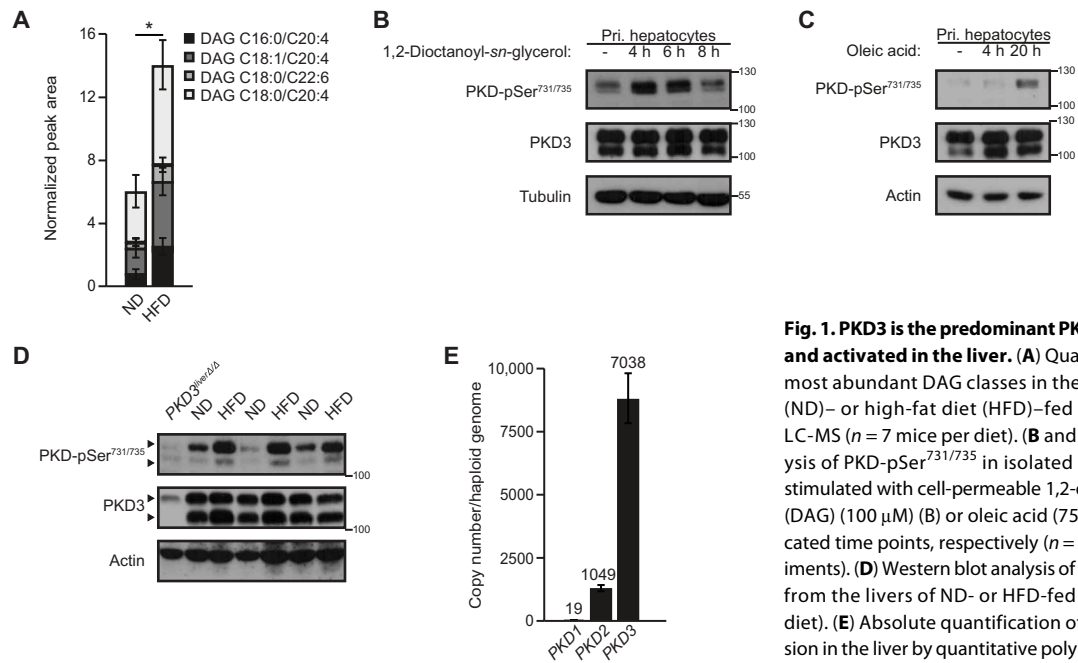 A
16
12
8
4
0
Normalized peak area
*
DAG C16:0/C20:4
DAG C18:1/C20:4
DAG C18:0/C22:6
DAG C18:0/C20:4
ND
HFD
B
Pri. hepatocytes
1,2-Dioctanoyl-sn-glycerol: - 4 h 6 h 8 h
PKD-pSer731/735
130
100
PKD3
130
100
Tubulin
55
C
Pri. hepatocytes
Oleic acid: - 4 h 20 h
PKD-pSer731/735
130
100
PKD3
130
100
Actin
D
PKD3liverΔ/Δ ND HFD ND HFD ND HFD
PKD-pSer731/735
100
PKD3
100
Actin
E
10,000
7500
5000
2500
0
Copy number/haploid genome
19
1049
7038
PKD1
PKD2
PKD3
Fig. 1. PKD3 is the predominant PK
and activated in the liver. (A) Qua
most abundant DAG classes in the
(ND)– or high-fat diet (HFD)–fed
LC-MS (n = 7 mice per diet). (B and
ysis of PKD-pSer731/735 in isolated
stimulated with cell-permeable 1,2-
(DAG) (100 μM) (B) or oleic acid (75
cated time points, respectively (n =
iments). (D) Western blot analysis of
from the livers of ND- or HFD-fed
diet). (E) Absolute quantification of
sion in the liver by quantitative poly